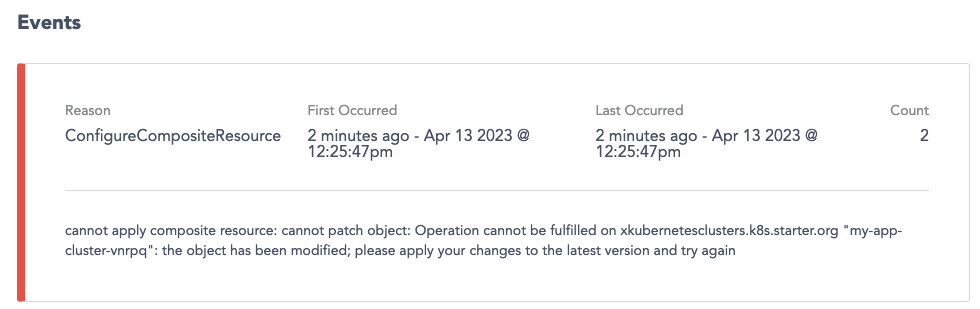 Events
Reason
First Occurred
Last Occurred
Count
ConfigureCompositeResource
2 minutes ago - Apr 13 2023 @
12:25:47pm
2 minutes ago - Apr 13 2023 @
12:25:47pm
2
cannot apply composite resource: cannot patch object: Operation cannot be fulfilled on xkubernetesclusters.k8s.starter.org "my-app-
cluster-vnrpq": the object has been modified; please apply your changes to the latest version and try again